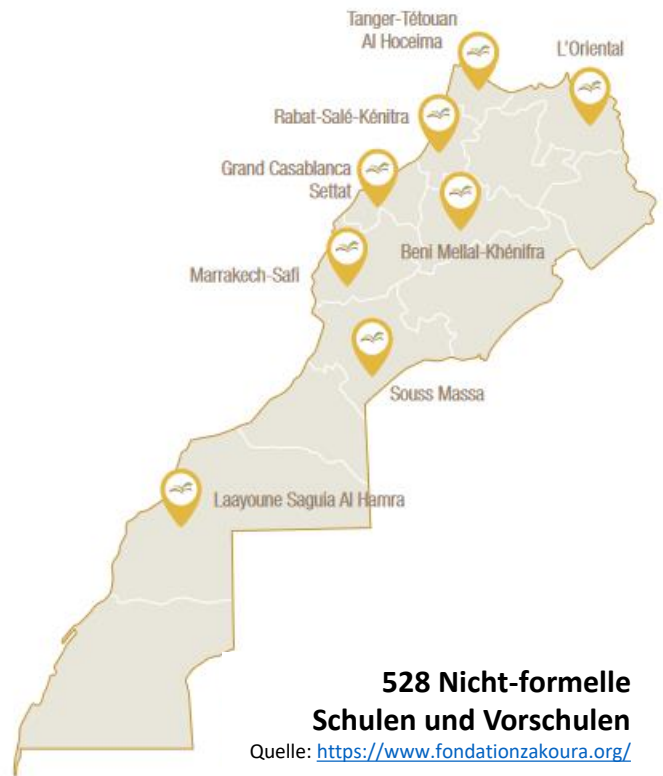 Tanger-Tétouan
Al Hoceima
L'Oriental
Rabat-Salé-Kénitra
Grand Casablanca
Settat
Beni Mellal-Khénifra
Marrakech-Safi
Souss Massa
Laayoune Saguia Al Hamra
528 Nicht-formelle
Schulen und Vorschulen
Quelle: https://www.fondationzakoura.org/